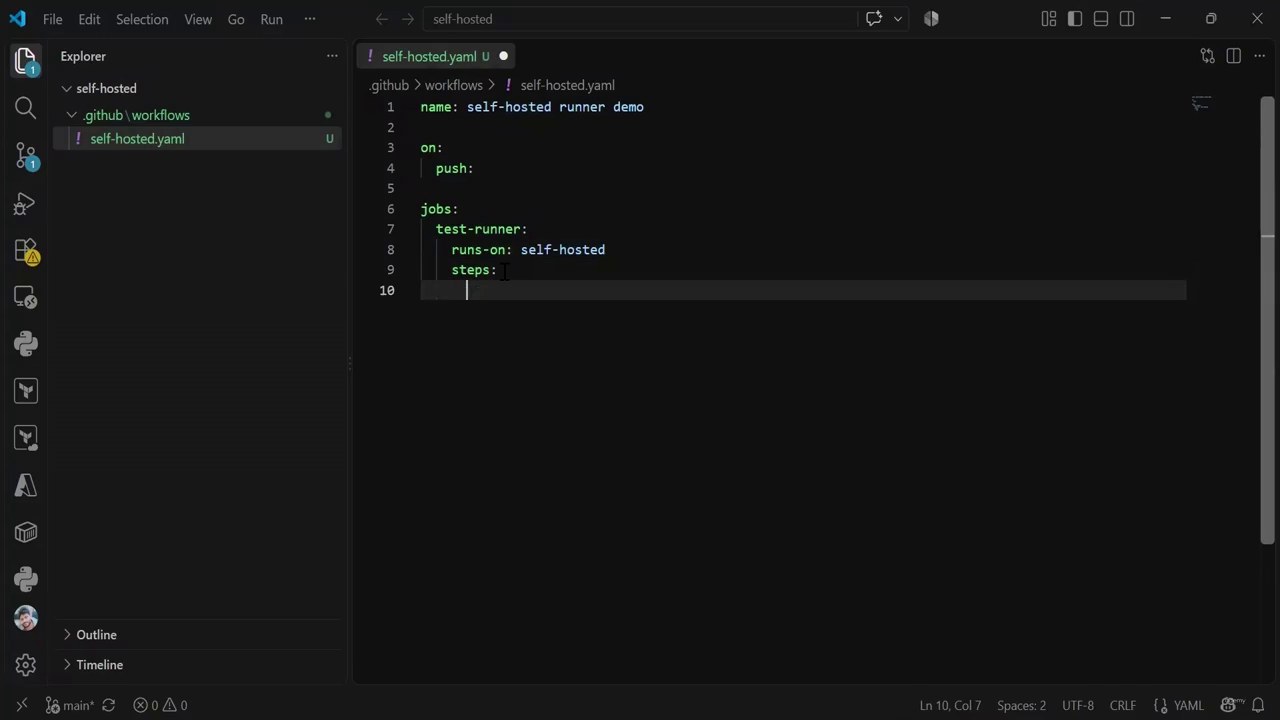 File Edit Selection View Go Run ···
self-hosted
Explorer
self-hosted
.github\workflows
! self-hosted.yaml U
Outline
Timeline
! self-hosted.yaml U
.github > workflows > ! self-hosted.yaml
1 name: self-hosted runner demo
2
3 on:
4 push:
5
6 jobs:
7 test-runner:
8 runs-on: self-hosted
9 steps:
10
1
1
main* 0 0
Ln 10, Col 7 Spaces: 2 UTF-8 CRLF {} YAML